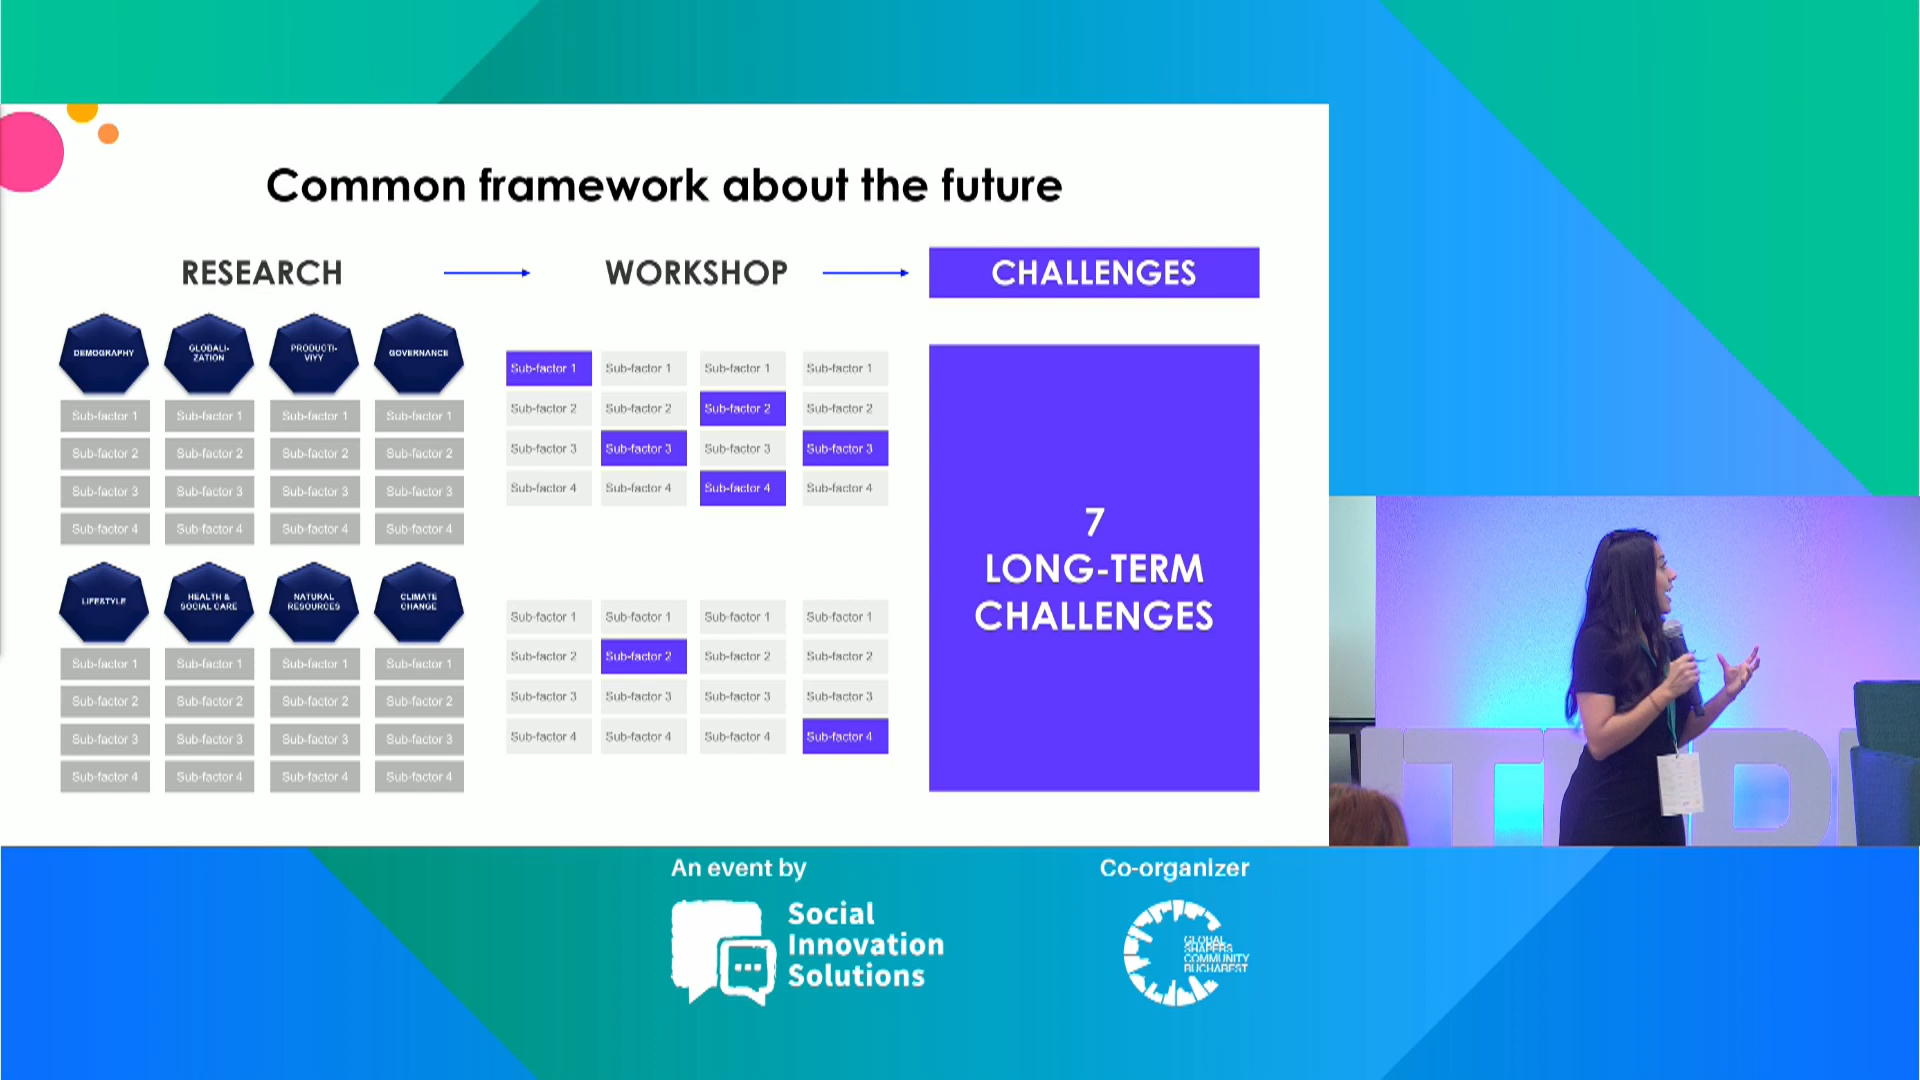 Common framework about the future
RESEARCH
WORKSHOP
CHALLENGES
DEMOGRAPHY
GLOBALI-
ZATION
PRODUCTI-
VIYY
GOVERNANCE
Sub-factor 1 Sub-factor 1 Sub-factor 1 Sub-factor 1
Sub-factor 2 Sub-factor 2 Sub-factor 2 Sub-factor 2
Sub-factor 3 Sub-factor 3 Sub-factor 3 Sub-factor 3
Sub-factor 4 Sub-factor 4 Sub-factor 4 Sub-factor 4
LIFESTYLE
HEALTH &
SOCIAL CARE
NATURAL
RESOURCES
CLIMATE
CHANGE
Sub-factor 1 Sub-factor 1 Sub-factor 1 Sub-factor 1
Sub-factor 2 Sub-factor 2 Sub-factor 2 Sub-factor 2
Sub-factor 3 Sub-factor 3 Sub-factor 3 Sub-factor 3
Sub-factor 4 Sub-factor 4 Sub-factor 4 Sub-factor 4
Sub-factor 1 Sub-factor 1 Sub-factor 1 Sub-factor 1
Sub-factor 2 Sub-factor 2 Sub-factor 2 Sub-factor 2
Sub-factor 3 Sub-factor 3 Sub-factor 3 Sub-factor 3
Sub-factor 4 Sub-factor 4 Sub-factor 4 Sub-factor 4
Sub-factor 1 Sub-factor 1 Sub-factor 1 Sub-factor 1
Sub-factor 2 Sub-factor 2 Sub-factor 2 Sub-factor 2
Sub-factor 3 Sub-factor 3 Sub-factor 3 Sub-factor 3
Sub-factor 4 Sub-factor 4 Sub-factor 4 Sub-factor 4
7
LONG-TERM
CHALLENGES
An event by
Social
Innovation
Solutions
Co-organizer
GLOBAL
SHAPERS
COMMUNITY
BUCHAREST